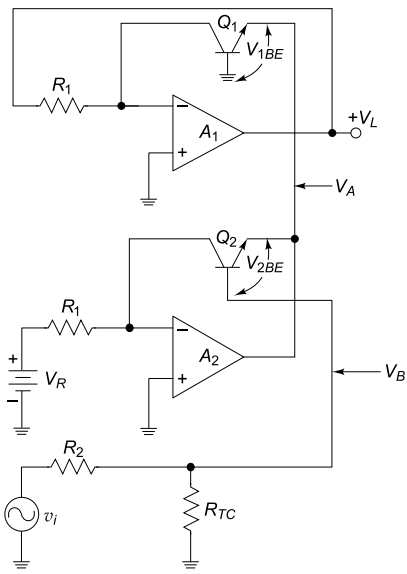 Q1
V1BE
R1
−
A1
+
+VL
VA
Q2
V2BE
R1
−
A2
+
+
VR
−
VB
R2
vi
RTC